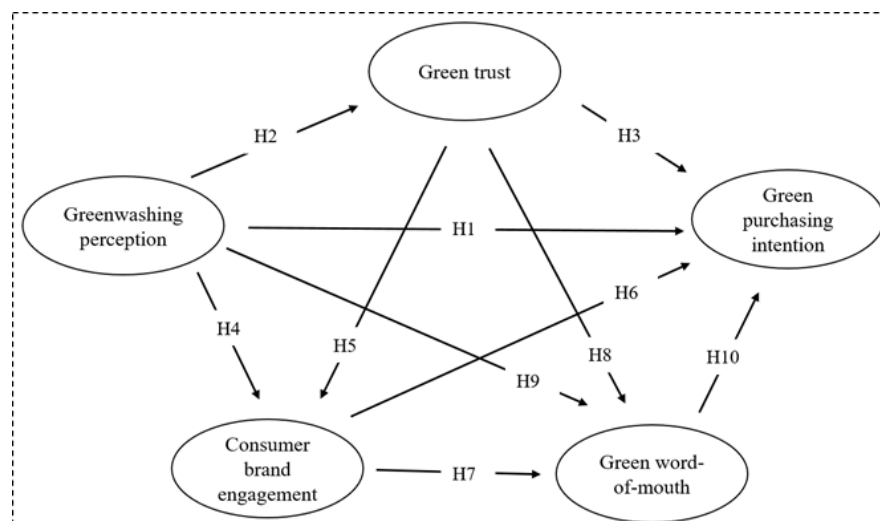 Green trust
H2
H3
Greenwashing
perception
Green
purchasing
intention
H1
H6
H4
H5
H8
H9
H10
Consumer
brand
engagement
H7
Green word-
of-mouth